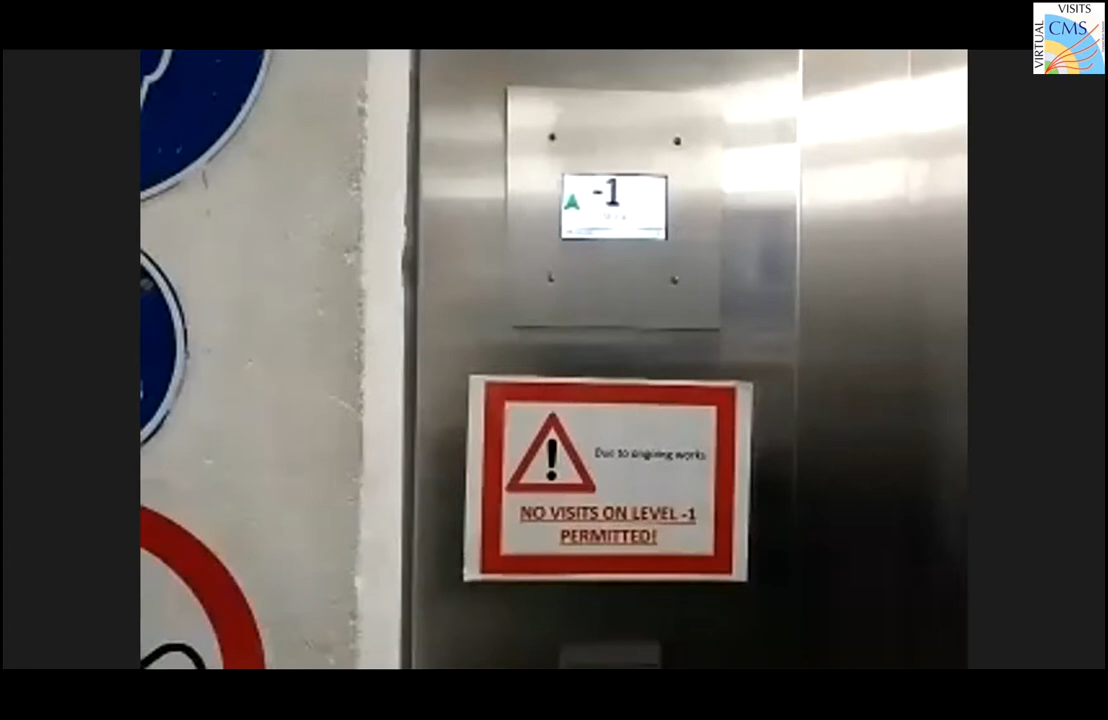 VISITS
VIRTUAL
CMS
-1
Due to ongoing works
NO VISITS ON LEVEL -1
PERMITTED!